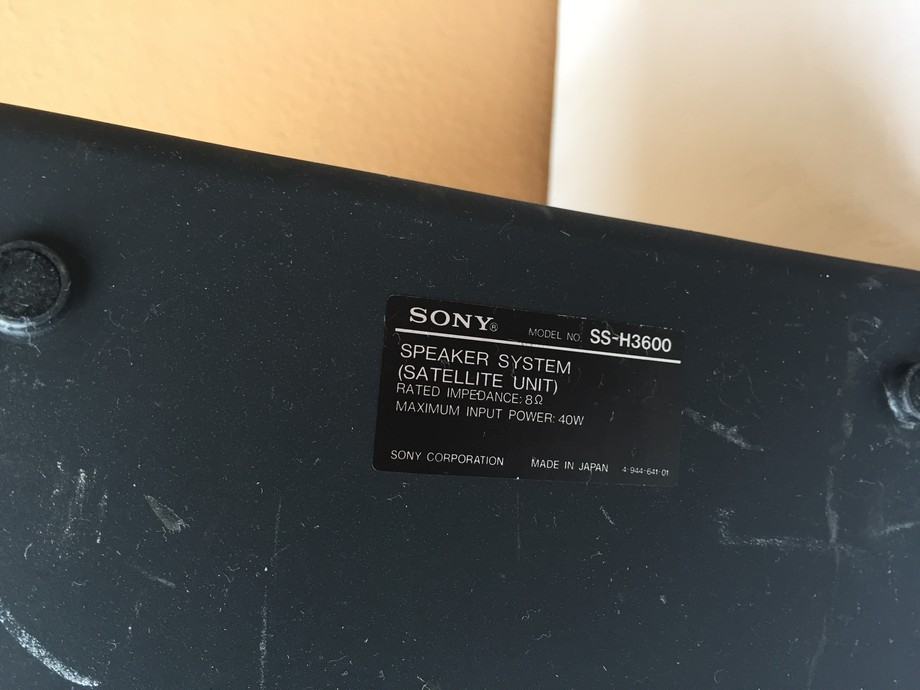 SONY® MODEL NO. SS-H3600
SPEAKER SYSTEM
(SATELLITE UNIT)
RATED IMPEDANCE: 8Ω
MAXIMUM INPUT POWER: 40W
SONY CORPORATION MADE IN JAPAN 4-944-641-01